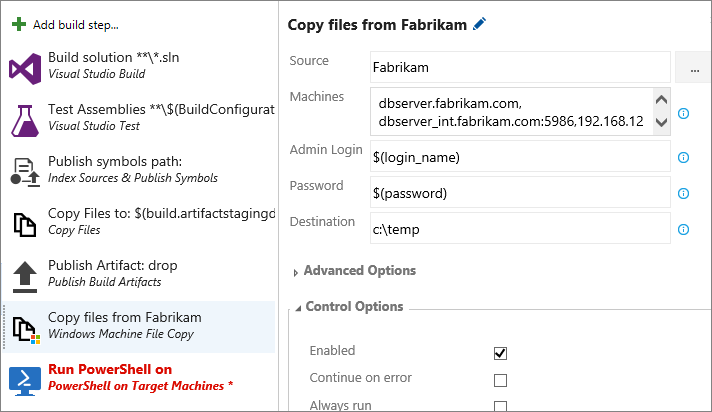 Add build step...
Build solution **\*.sln
Visual Studio Build
Test Assemblies **\$(BuildConfigurat
Visual Studio Test
Publish symbols path:
Index Sources & Publish Symbols
Copy Files to: $(build.artifactstagingd
Copy Files
Publish Artifact: drop
Publish Build Artifacts
Copy files from Fabrikam
Windows Machine File Copy
Run PowerShell on
PowerShell on Target Machines *
Copy files from Fabrikam
Source
Fabrikam
...
Machines
dbserver.fabrikam.com,
dbserver_int.fabrikam.com:5986,192.168.12
Admin Login
$(login_name)
Password
$(password)
Destination
c:\temp
Advanced Options
Control Options
Enabled
Continue on error
Always run